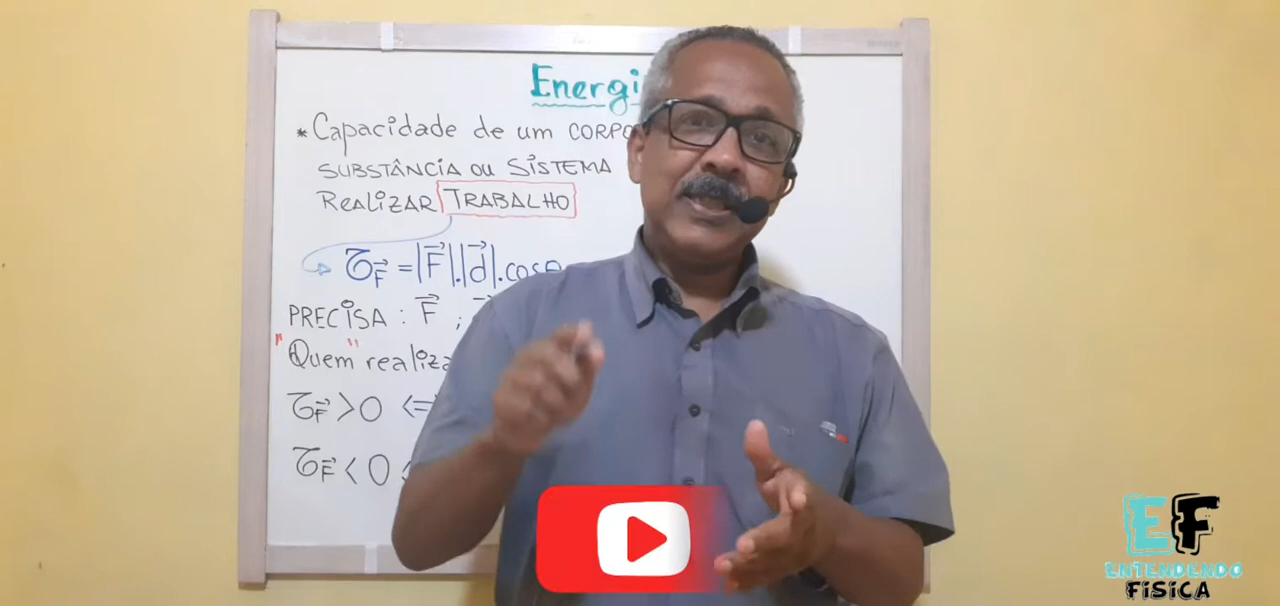 Energi
* Capacidade de um CORPO
SUBSTÂNCIA OU SISTEMA
REALIZAR TRABALHO
τF⃗ = |F⃗|.|d⃗|.cosθ
PRECISA : F⃗ ;
"Quem" realiza
τF⃗ > 0 <=
τF⃗ < 0
EF
ENTENDENDO
FÍSICA